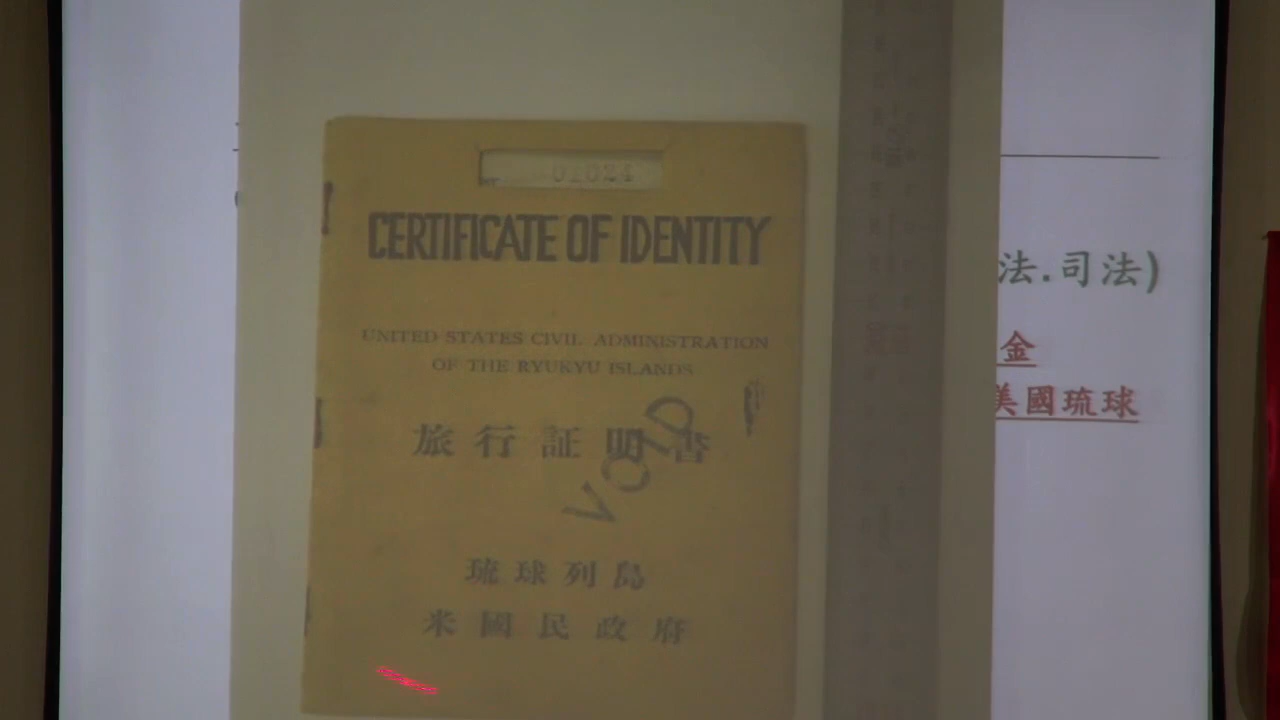 01024
CERTIFICATE OF IDENTITY
UNITED STATES CIVIL ADMINISTRATION
OF THE RYUKYU ISLANDS
旅行証明書
VOID
琉球列島
米國民政府
法.司法)
金
美國琉球